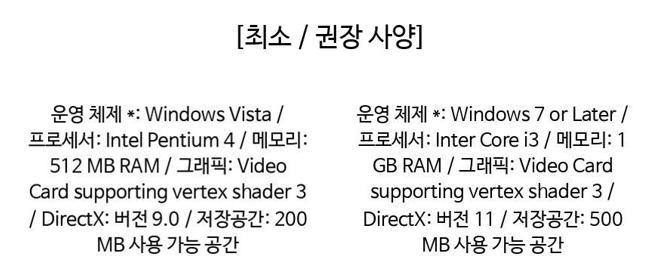 [최소 / 권장 사양]
운영 체제 *: Windows Vista /
프로세서: Intel Pentium 4 / 메모리:
512 MB RAM / 그래픽: Video
Card supporting vertex shader 3
/ DirectX: 버전 9.0 / 저장공간: 200
MB 사용 가능 공간
운영 체제 *: Windows 7 or Later /
프로세서: Inter Core i3 / 메모리: 1
GB RAM / 그래픽: Video Card
supporting vertex shader 3 /
DirectX: 버전 11 / 저장공간: 500
MB 사용 가능 공간